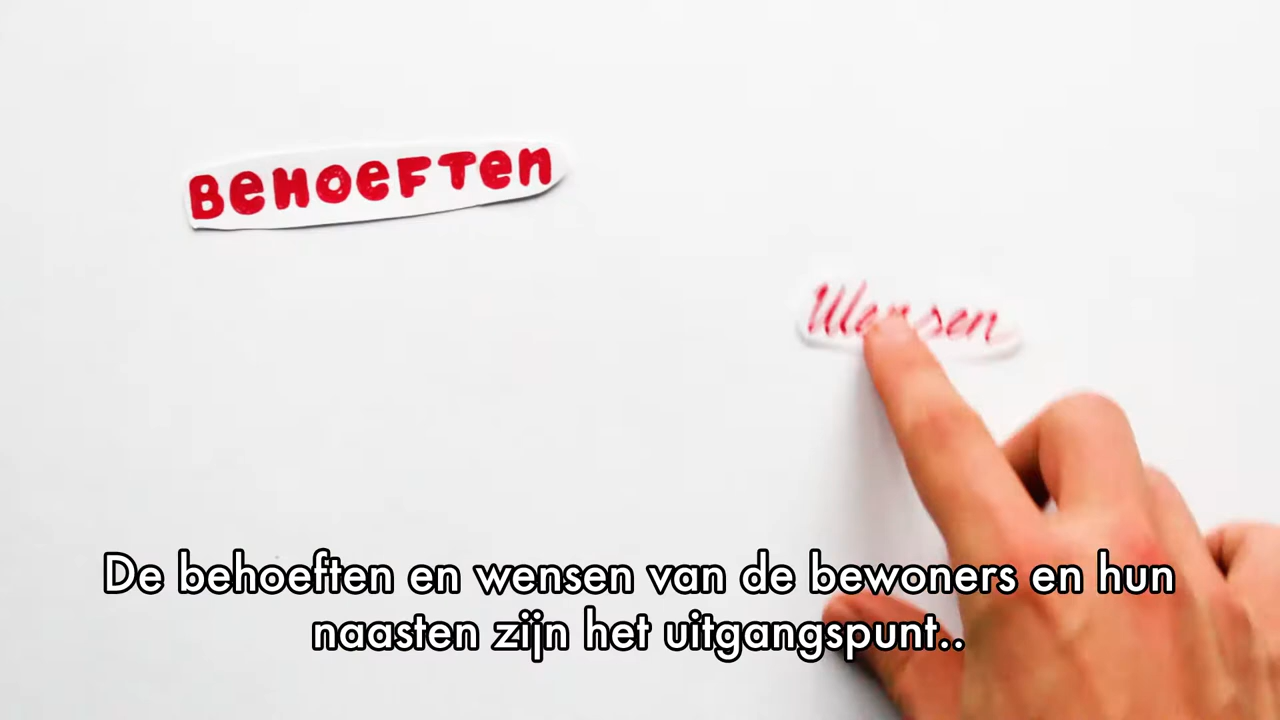 BeHoeFTen
Wensen
De behoeften en wensen van de bewoners en hun
naasten zijn het uitgangspunt..